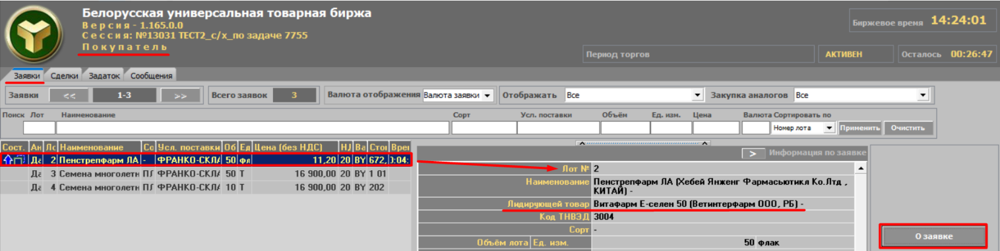 Белорусская универсальная товарная биржа
Версия - 1.165.0.0
Сессия: №13031 ТЕСТ2_с/х_по задаче 7755
Покупатель
Биржевое время 14:24:01
Период торгов АКТИВЕН Осталось 00:26:47
Заявки Сделки Задаток Сообщения
Заявки << 1-3 >> Всего заявок 3 Валюта отображения Валюта заявки Отображать Все Закупка аналогов Все
Поиск Лот Наименование Сорт Усл. поставки Объём Ед. изм. Цена Валюта Сортировать по
Номер лота Применить Очистить
Сост. Ан Лс Наименование Со Усл. поставки Об Ед Цена (без НДС) НД Ва Стои Врем
Да 2 Пенстрепфарм ЛА - ФРАНКО-СКЛА 50 фл 11,20 20 BY 672, 0:04:
Да 3 Семена многолетн ПЛ ФРАНКО-СКЛА 50 Т 16 900,00 20 BY 1 01
Да 4 Семена многолетн ПЛ ФРАНКО-СКЛА 10 Т 16 900,00 20 BY 202
> Информация по заявке
Лот № 2
Наименование Пенстрепфарм ЛА (Хебей Янженг Фармасьютикл Ко.Лтд ,
КИТАЙ) -
Лидирующей товар Витафарм Е-селен 50 (Ветинтерфарм ООО, РБ) -
Код ТНВЭД 3004
Сорт -
Объём лота Ед. изм. 50 флак
О заявке